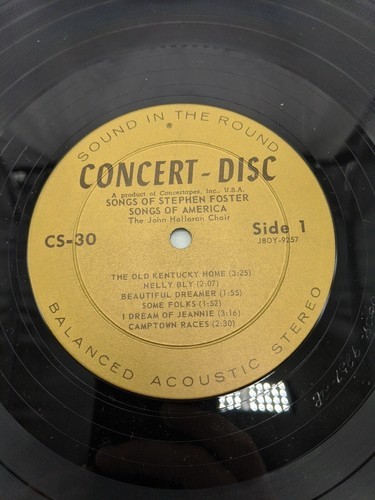 SOUND IN THE ROUND
®
CONCERT-DISC
A product of Concertapes, Inc., U.S.A.
SONGS OF STEPHEN FOSTER
SONGS OF AMERICA
The John Halloran Choir
CS-30
Side 1
J8OY-9257
THE OLD KENTUCKY HOME (3:25)
NELLY BLY (2:07)
BEAUTIFUL DREAMER (1:55)
SOME FOLKS (1:52)
I DREAM OF JEANNIE (3:16)
CAMPTOWN RACES (2:30)
BALANCED ACOUSTIC STEREO